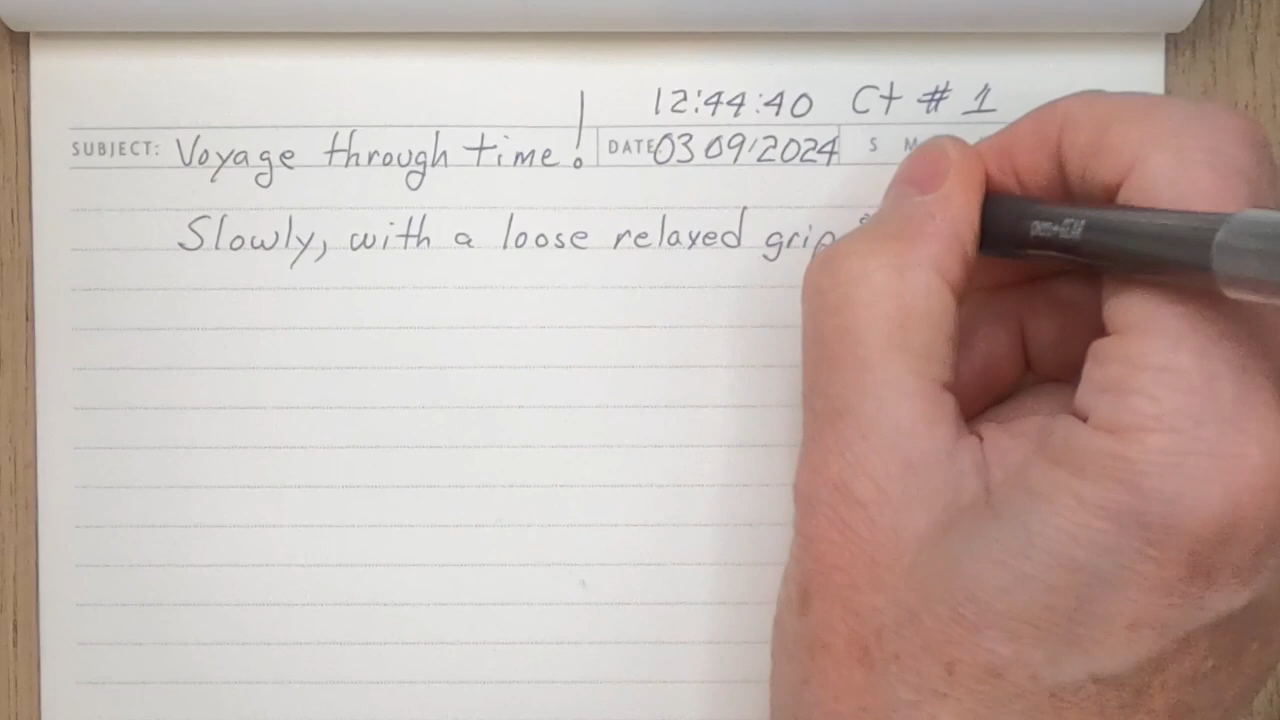 12:44:40 Ct # 1
SUBJECT: Voyage through time! DATE 03 09/2024 S M
Slowly, with a loose relaxed grip